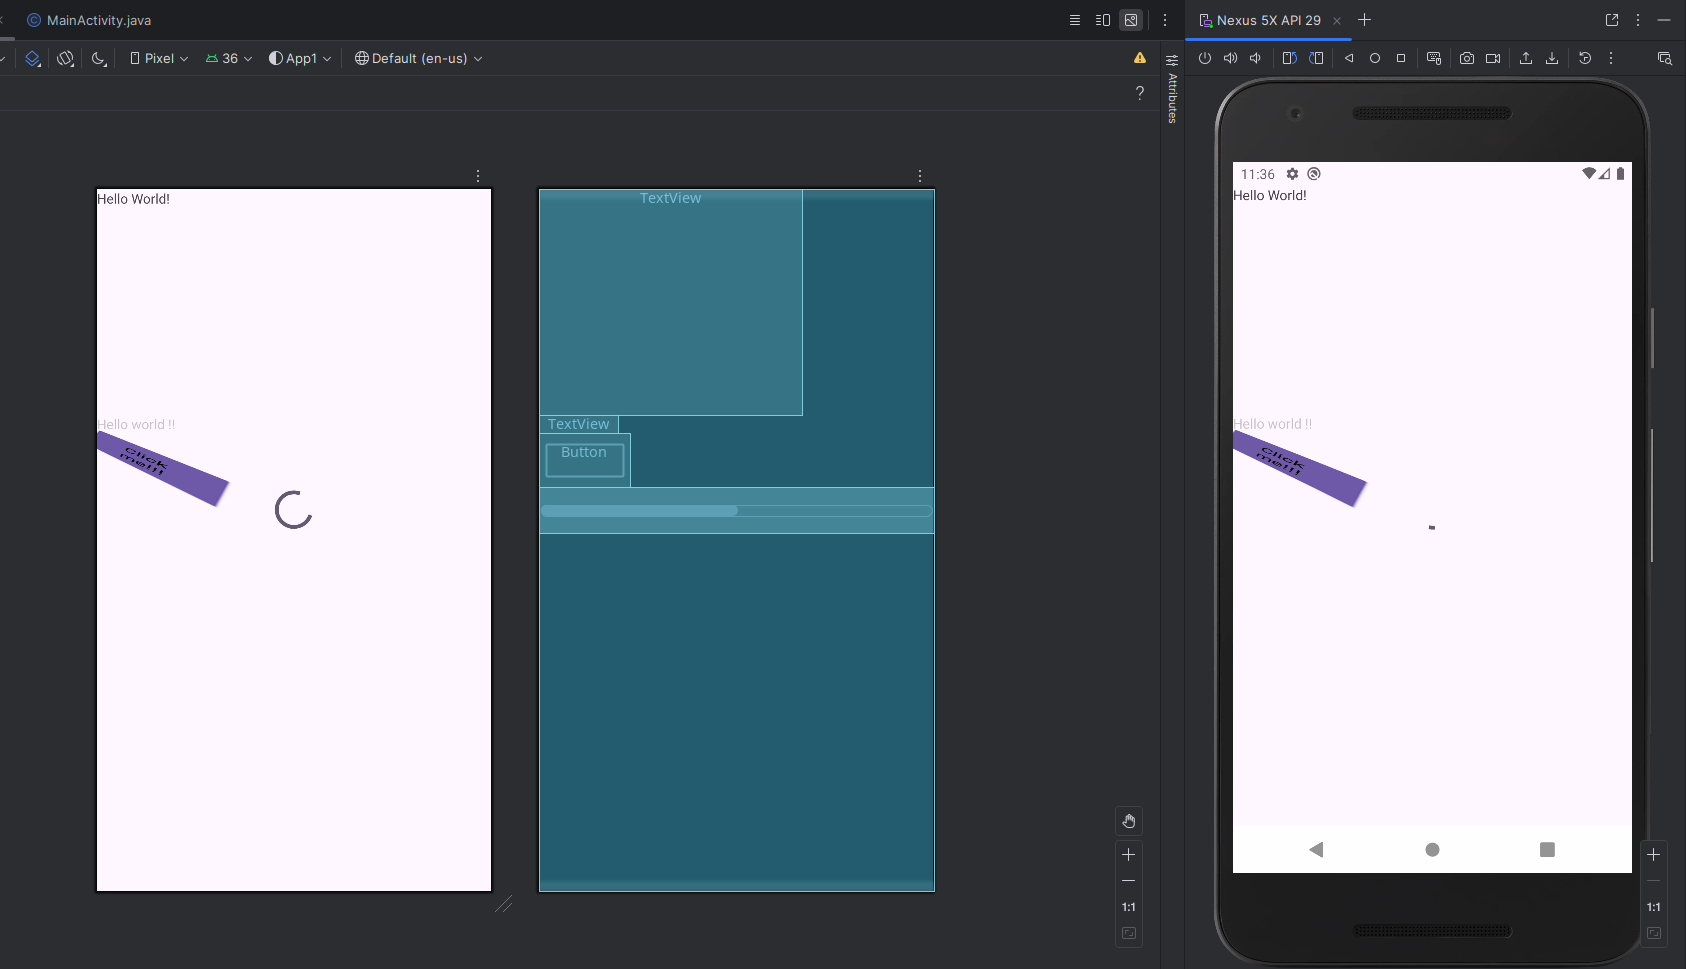 MainActivity.java
Nexus 5X API 29
Pixel
36
App1
Default (en-us)
Attributes
?
Hello World!
Hello world !!
Click
me!!!
TextView
TextView
Button
1:1
11:36
Hello World!
Hello world !!
Click
me!!!
1:1